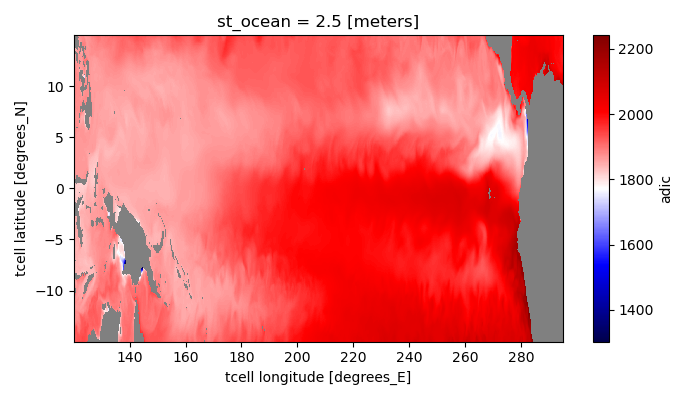 st_ocean = 2.5 [meters]
10
5
0
−5
−10
tcell latitude [degrees_N]
140 160 180 200 220 240 260 280
tcell longitude [degrees_E]
2200
2000
1800
1600
1400
adic